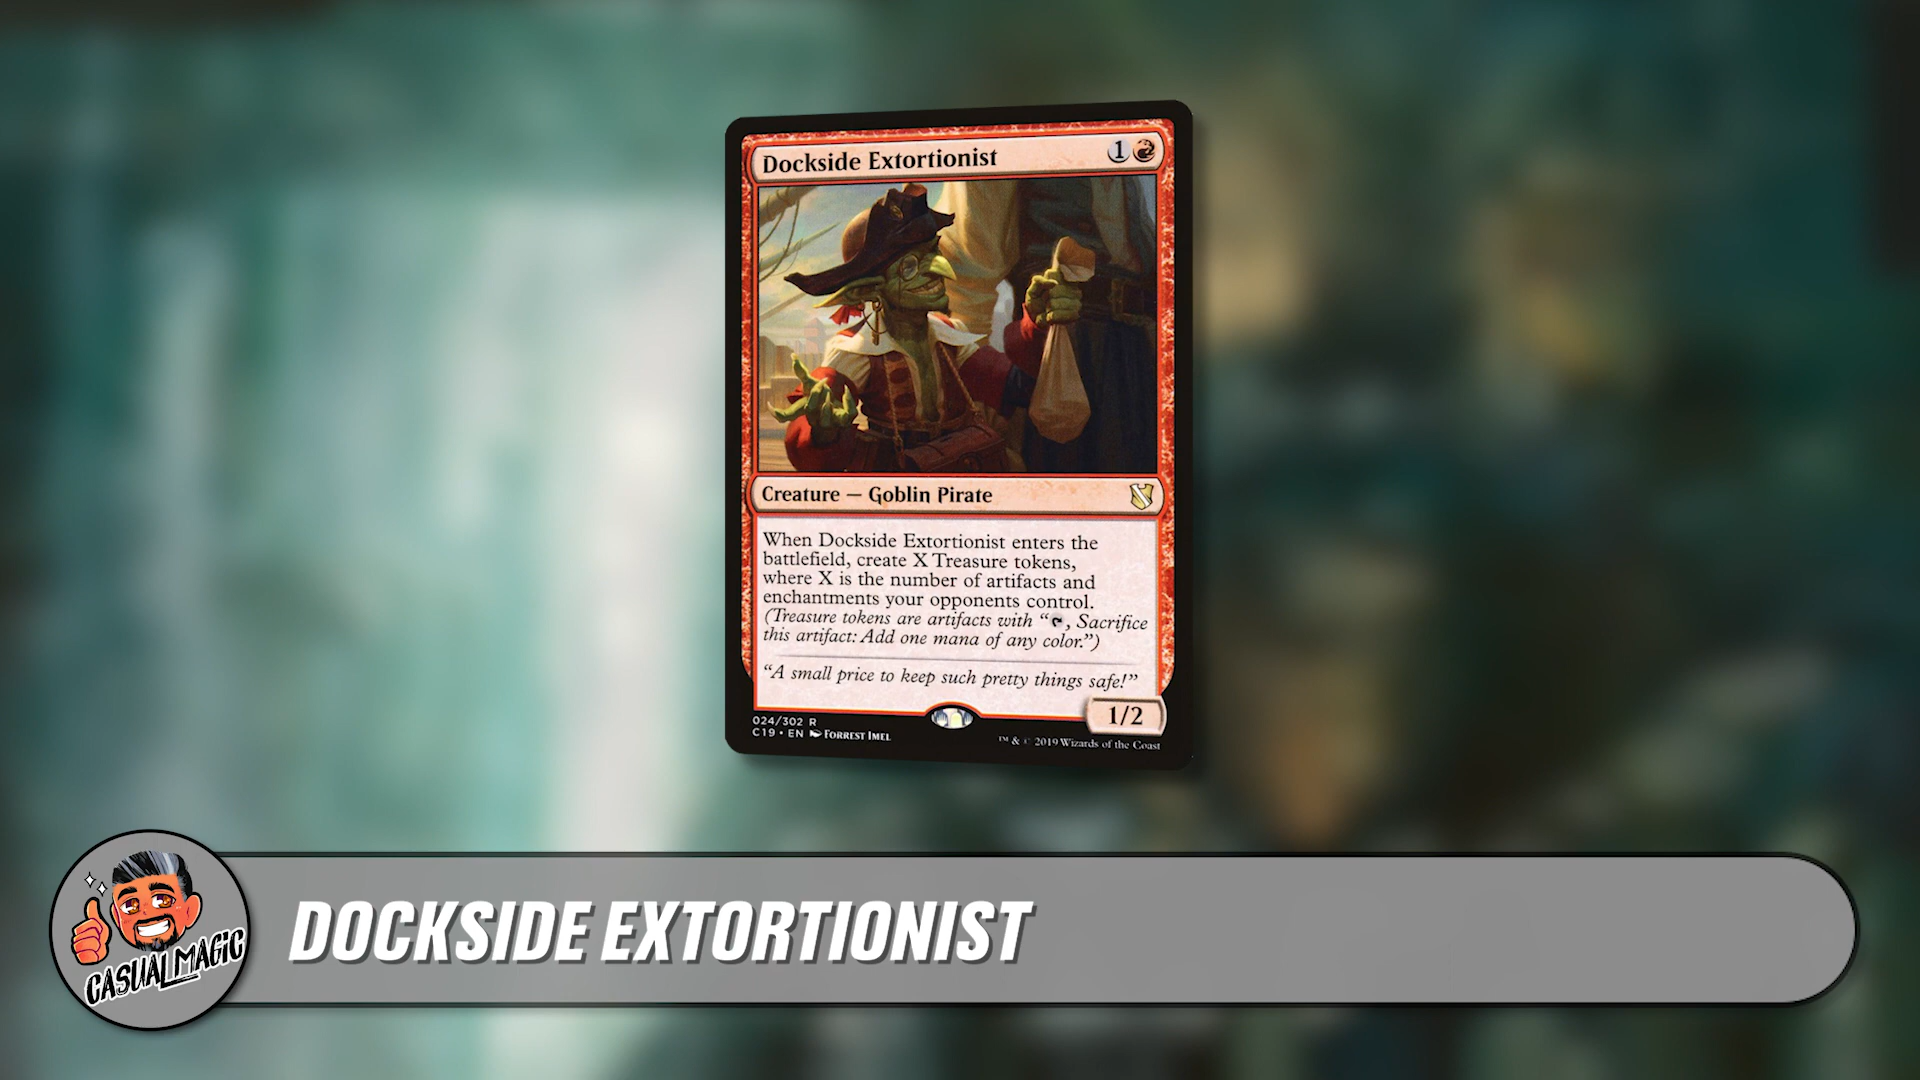 Dockside Extortionist 1
Creature — Goblin Pirate
When Dockside Extortionist enters the
battlefield, create X Treasure tokens,
where X is the number of artifacts and
enchantments your opponents control.
(Treasure tokens are artifacts with “, Sacrifice
this artifact: Add one mana of any color.”)
“A small price to keep such pretty things safe!”
1/2
024/302 R
C19 • EN FORREST IMEL
™ & © 2019 Wizards of the Coast
CASUAL MAGIC
DOCKSIDE EXTORTIONIST